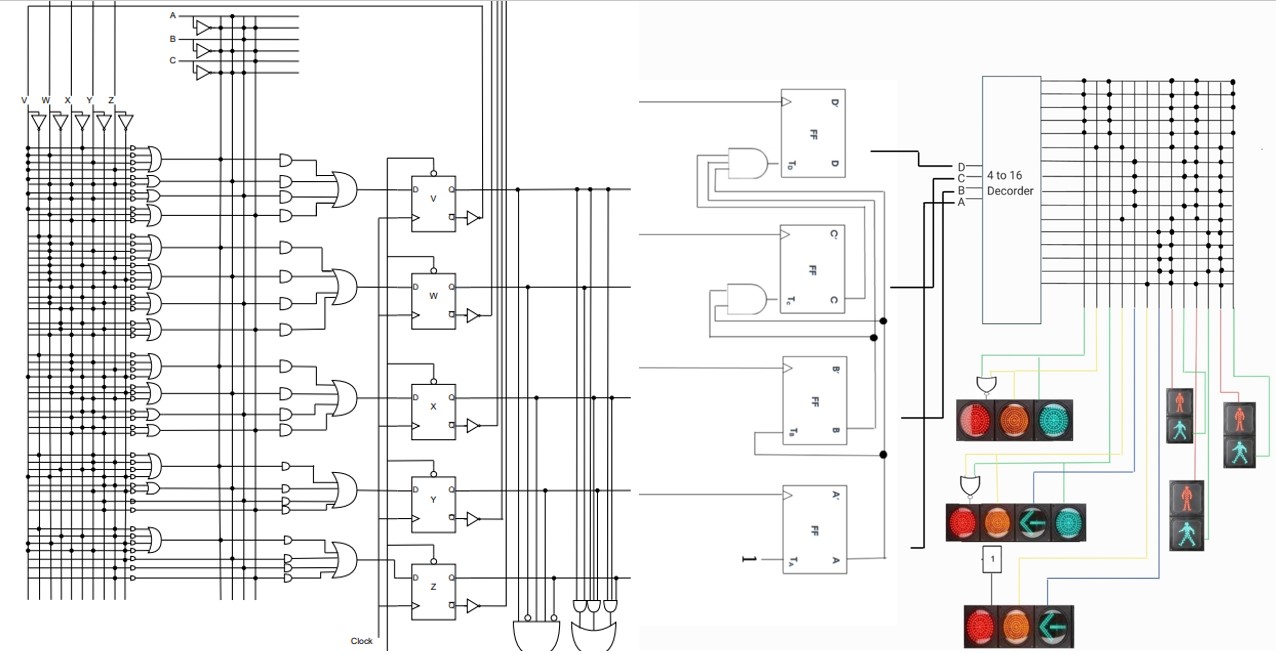 A
B
C
V W X Y Z
D Q
V
Q
D Q
W
Q
D Q
X
Q
D Q
Y
Q
D Q
Z
Q
Clock
D' D
FF
T_D
C' C
FF
T_C
B' B
FF
T_B
A' A
FF
T_A
1
D
C
B
A
4 to 16
Decorder
1